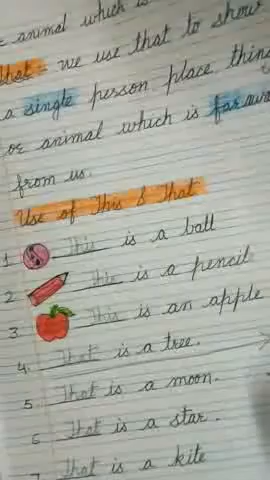 animal which is
that = we use that to show
a single person place thing
or animal which is far away
from us.
Use of This & That
1. This is a ball
2. This is a pencil
3. This is an apple
4. That is a tree.
5. That is a moon.
6 That is a star.
7. That is a kite